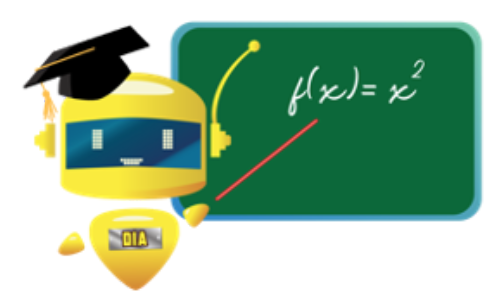 f(x)= x²
DIA